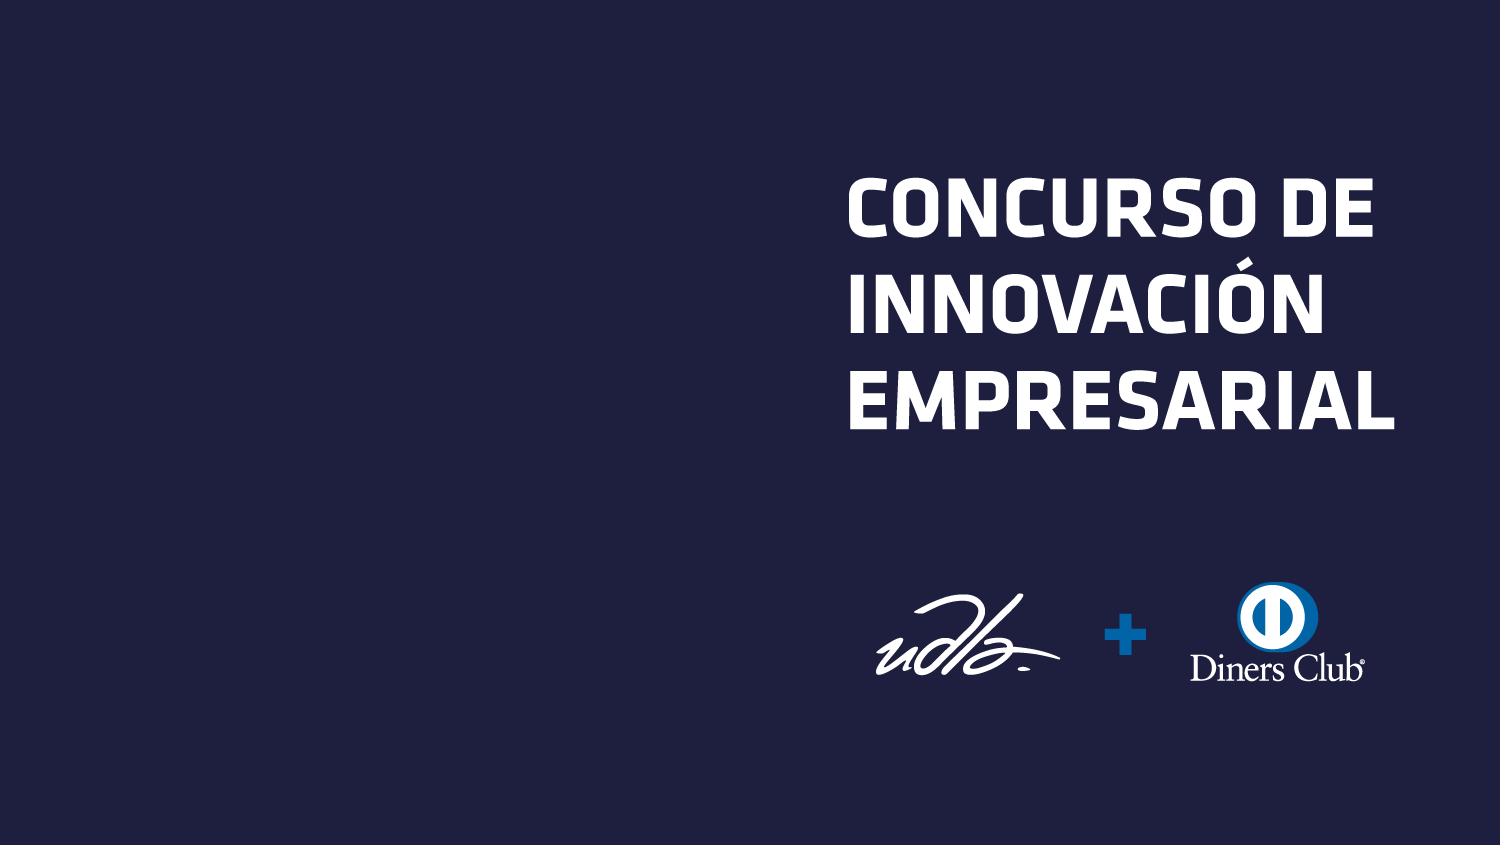 CONCURSO DE
INNOVACIÓN
EMPRESARIAL
udla-
+
Diners Club®